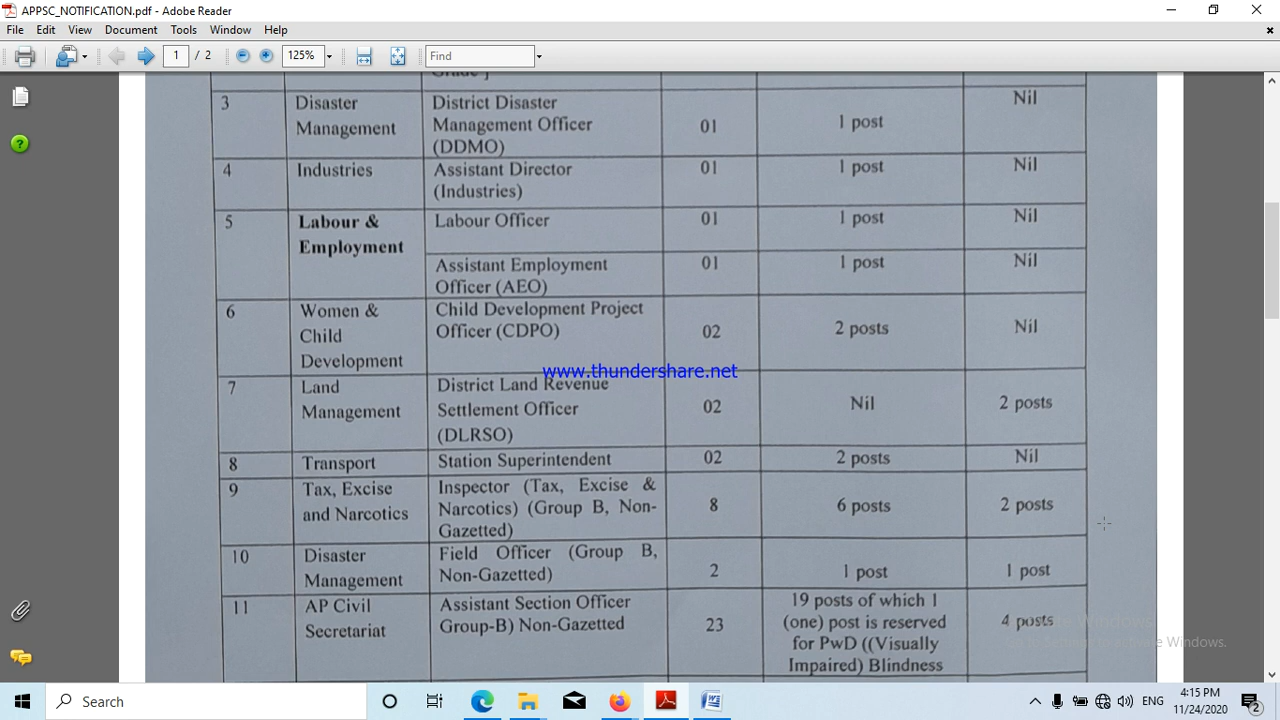 APPSC_NOTIFICATION.pdf - Adobe Reader
File Edit View Document Tools Window Help
1 / 2 125% Find
3 Disaster Management District Disaster Management Officer (DDMO) 01 1 post Nil
4 Industries Assistant Director (Industries) 01 1 post Nil
5 Labour & Employment Labour Officer 01 1 post Nil
Assistant Employment Officer (AEO) 01 1 post Nil
6 Women & Child Development Child Development Project Officer (CDPO) 02 2 posts Nil
www.thundershare.net
7 Land Management District Land Revenue Settlement Officer (DLRSO) 02 Nil 2 posts
8 Transport Station Superintendent 02 2 posts Nil
9 Tax, Excise and Narcotics Inspector (Tax, Excise & Narcotics) (Group B, Non-Gazetted) 8 6 posts 2 posts
10 Disaster Management Field Officer (Group B, Non-Gazetted) 2 1 post 1 post
11 AP Civil Secretariat Assistant Section Officer Group-B) Non-Gazetted 23 19 posts of which 1 (one) post is reserved for PwD ((Visually Impaired) Blindness 4 posts
Windows
to activate Windows.
Search
ENG
4:15 PM
11/24/2020
2